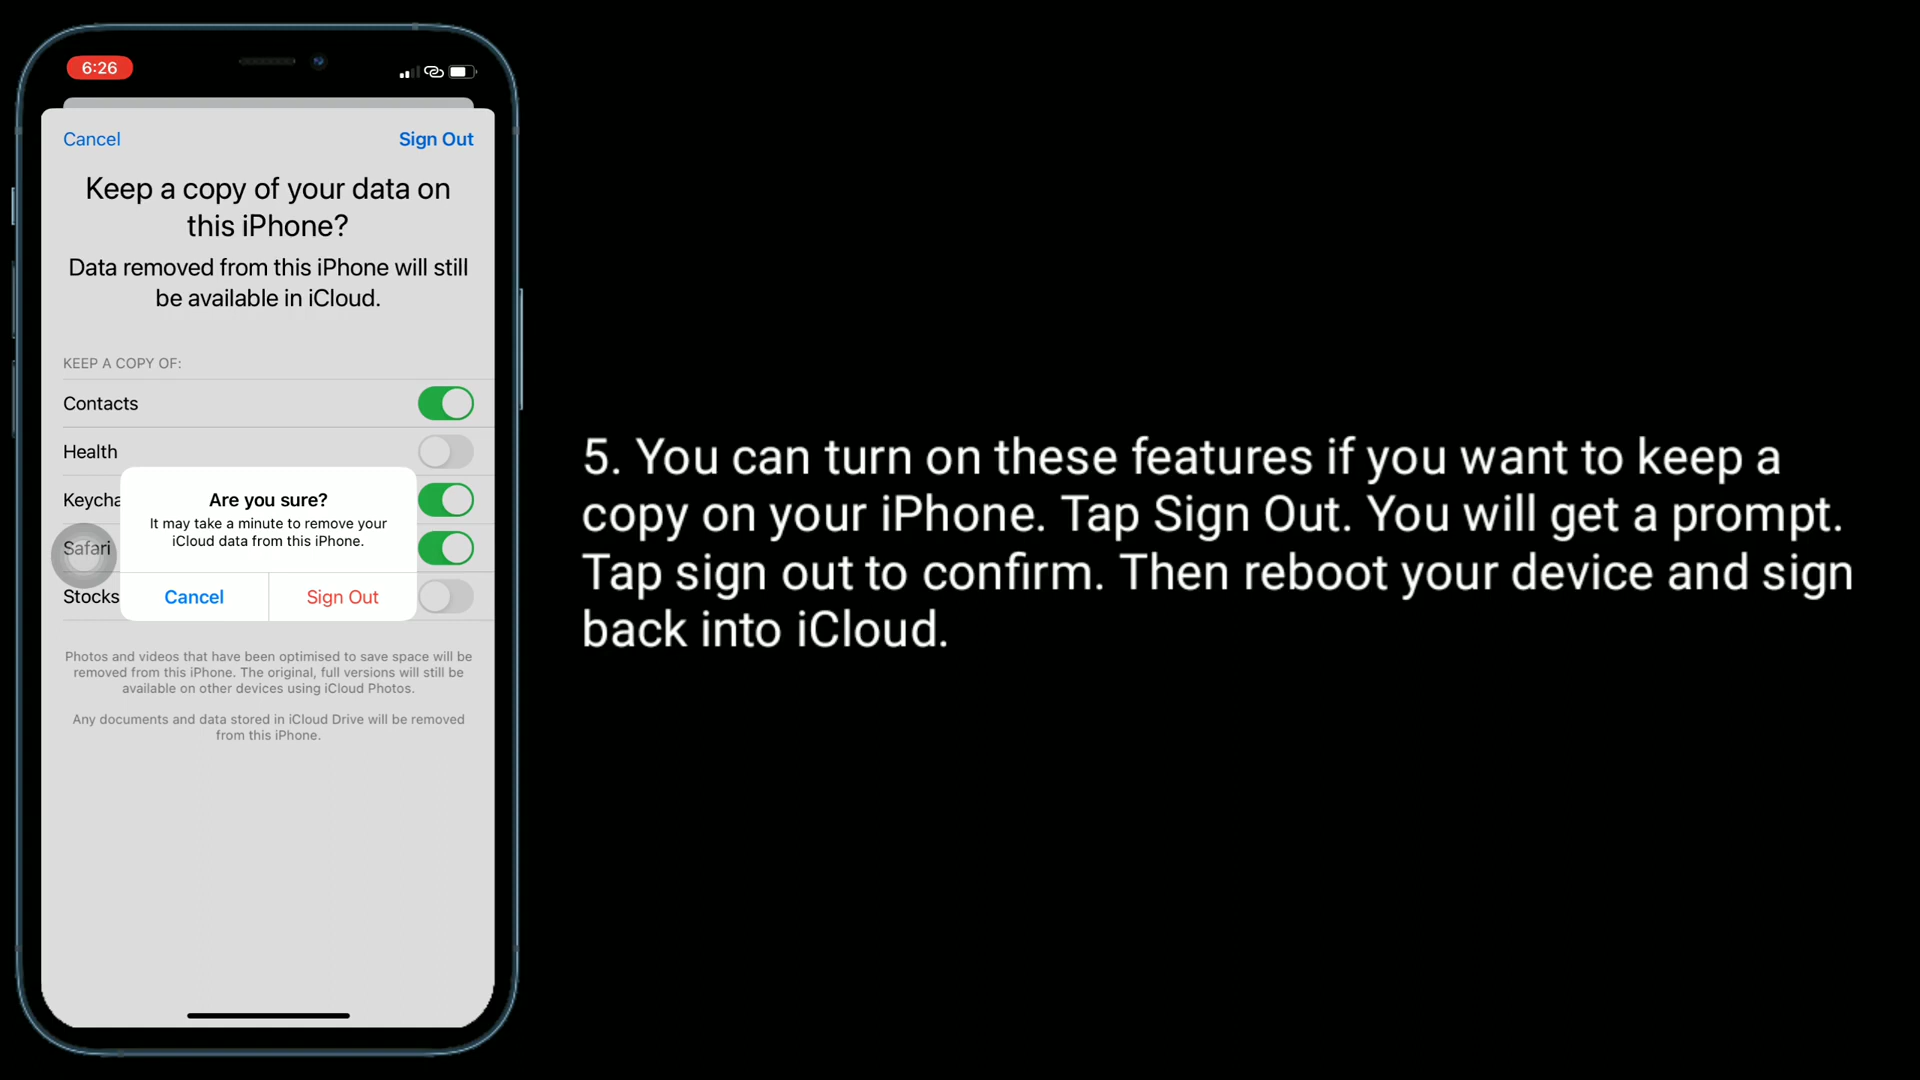 6:26
Cancel
Sign Out
Keep a copy of your data on
this iPhone?
Data removed from this iPhone will still
be available in iCloud.
KEEP A COPY OF:
Contacts
Health
Keycha
Safari
Stocks
Are you sure?
It may take a minute to remove your
iCloud data from this iPhone.
Cancel
Sign Out
Photos and videos that have been optimised to save space will be
removed from this iPhone. The original, full versions will still be
available on other devices using iCloud Photos.
Any documents and data stored in iCloud Drive will be removed
from this iPhone.
5. You can turn on these features if you want to keep a
copy on your iPhone. Tap Sign Out. You will get a prompt.
Tap sign out to confirm. Then reboot your device and sign
back into iCloud.